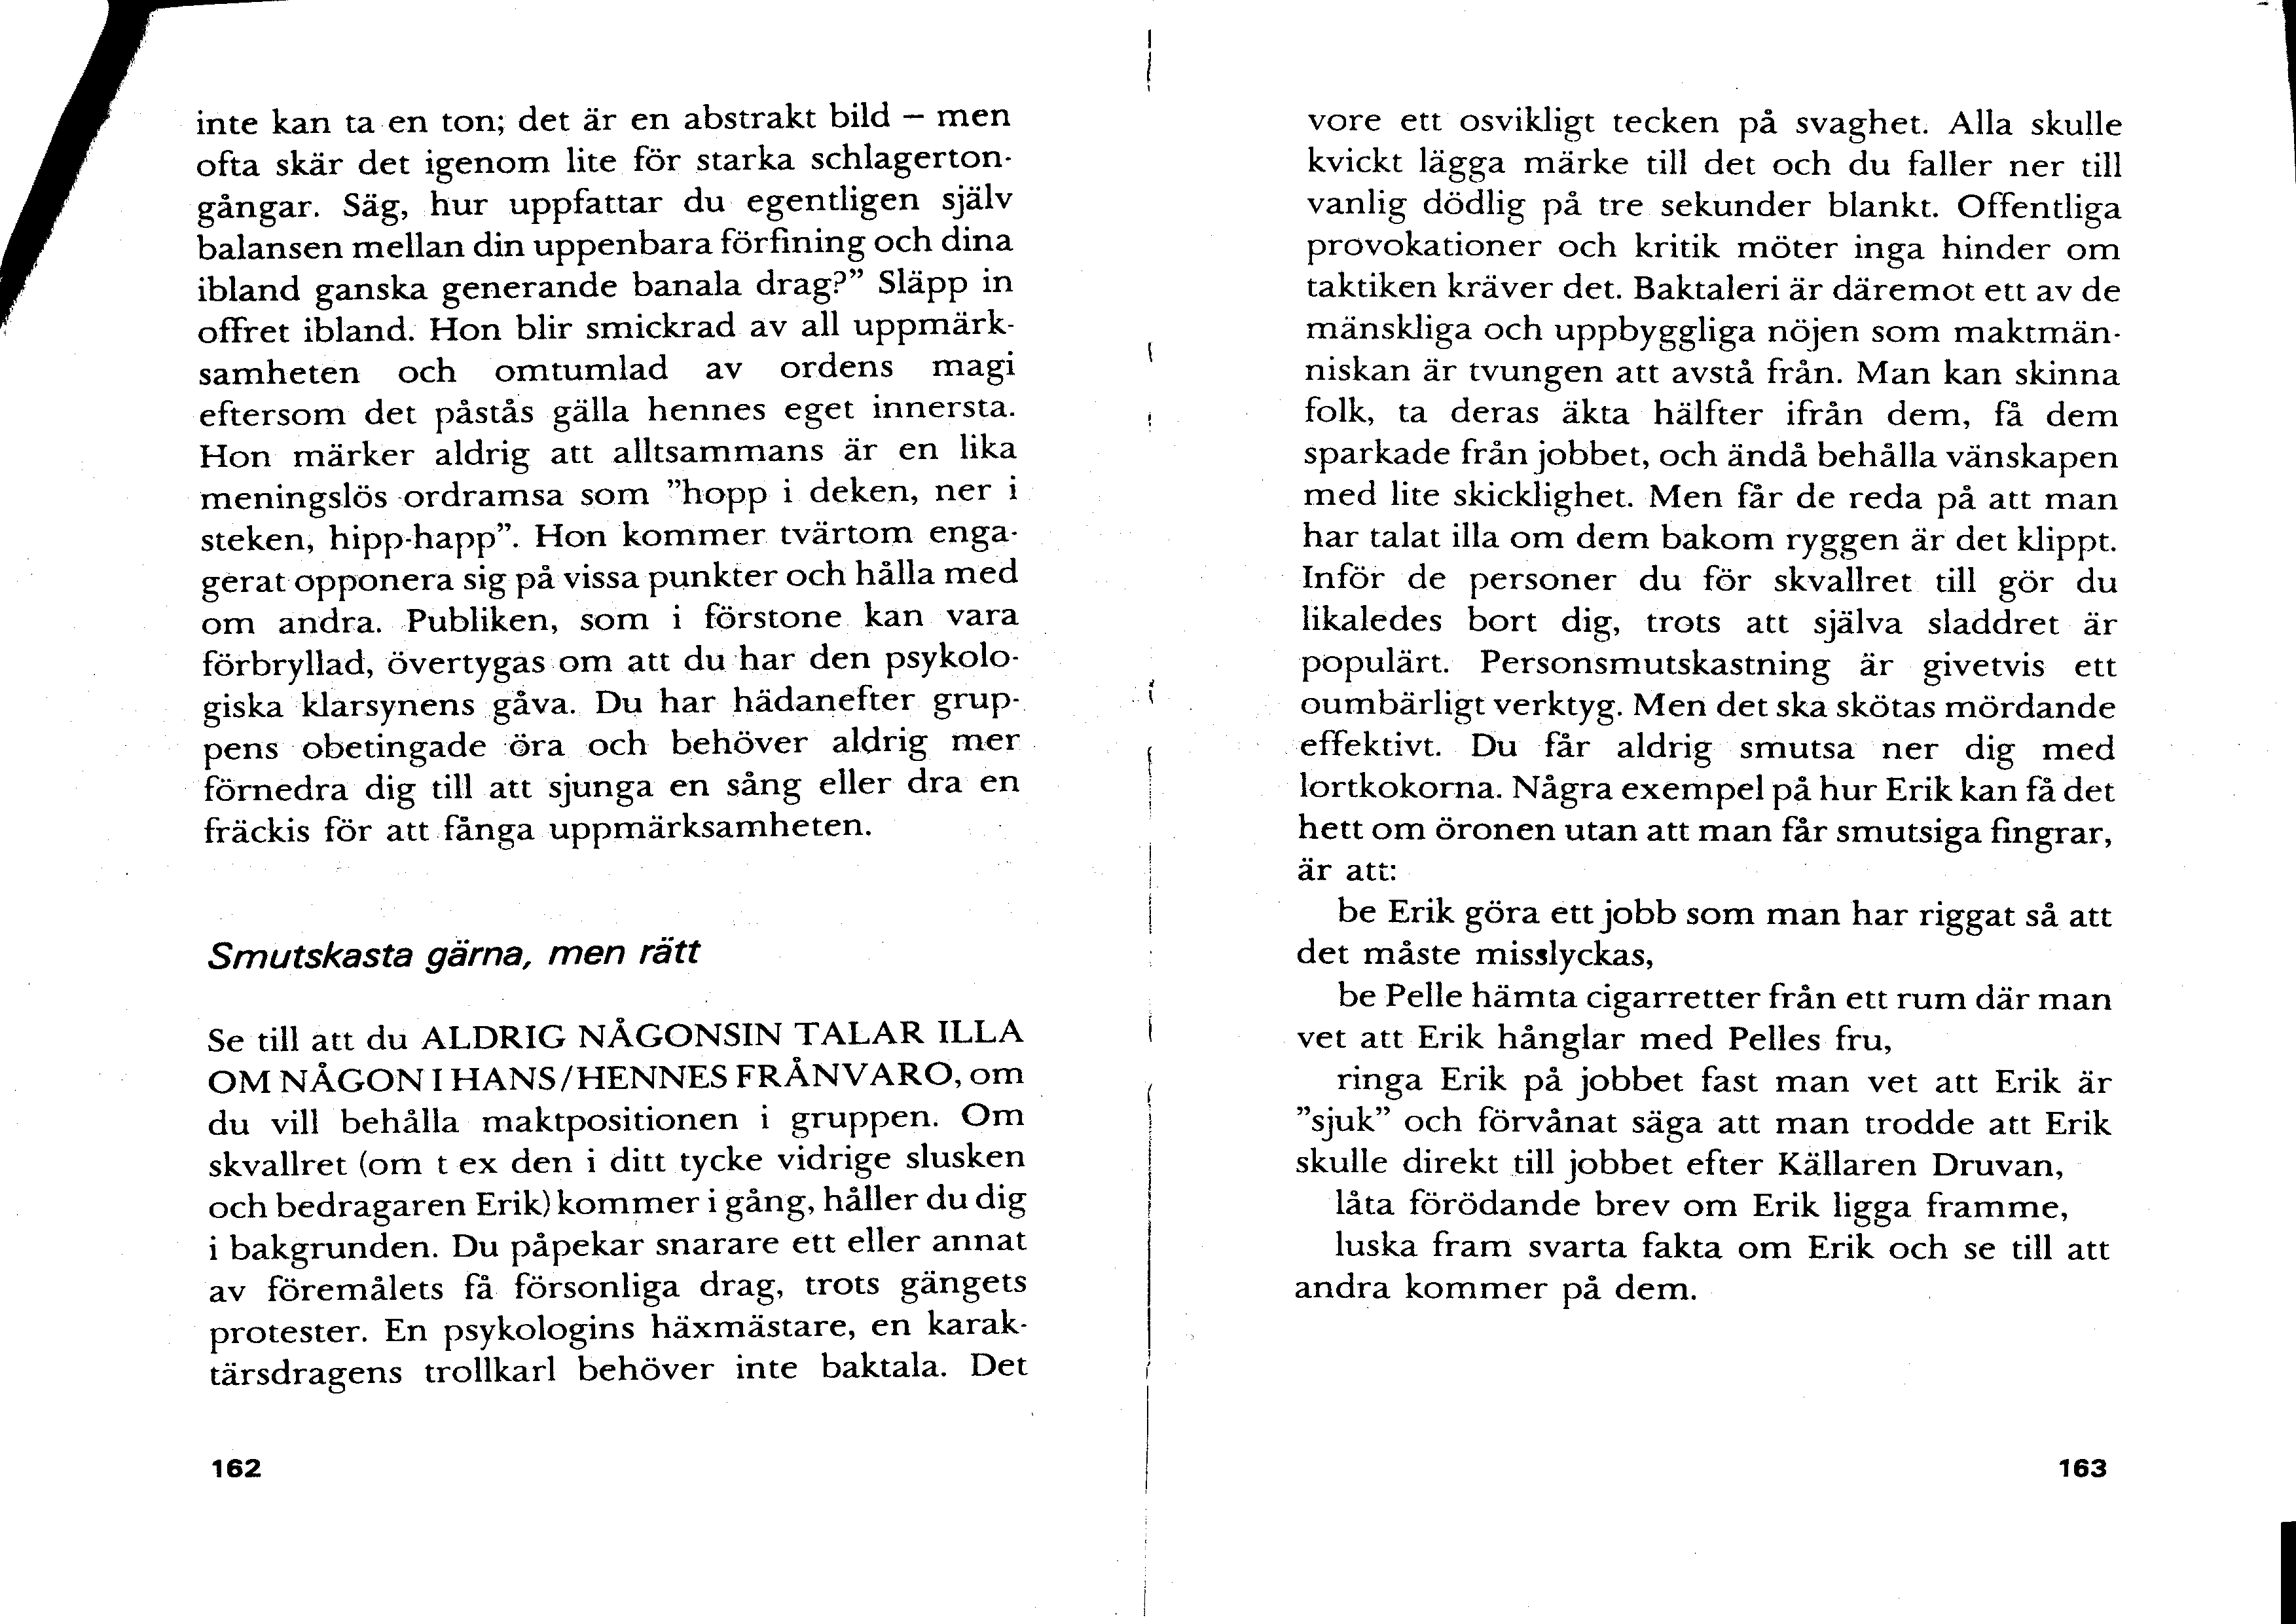 inte kan ta en ton; det är en abstrakt bild – men
ofta skär det igenom lite för starka schlagerton-
gångar. Säg, hur uppfattar du egentligen själv
balansen mellan din uppenbara förfining och dina
ibland ganska generande banala drag?” Släpp in
offret ibland. Hon blir smickrad av all uppmärk-
samheten och omtumlad av ordens magi
eftersom det påstås gälla hennes eget innersta.
Hon märker aldrig att alltsammans är en lika
meningslös ordramsa som ”hopp i deken, ner i
steken, hipp-happ”. Hon kommer tvärtom enga-
gerat opponera sig på vissa punkter och hålla med
om andra. Publiken, som i förstone kan vara
förbryllad, övertygas om att du har den psykolo-
giska klarsynens gåva. Du har hädanefter grup-
pens obetingade öra och behöver aldrig mer
förnedra dig till att sjunga en sång eller dra en
fräckis för att fånga uppmärksamheten.
Smutskasta gärna, men rätt
Se till att du ALDRIG NÅGONSIN TALAR ILLA
OM NÅGON I HANS/HENNES FRÅNVARO, om
du vill behålla maktpositionen i gruppen. Om
skvallret (om t ex den i ditt tycke vidrige slusken
och bedragaren Erik) kommer i gång, håller du dig
i bakgrunden. Du påpekar snarare ett eller annat
av föremålets få försonliga drag, trots gängets
protester. En psykologins häxmästare, en karak-
tärsdragens trollkarl behöver inte baktala. Det
162
vore ett osvikligt tecken på svaghet. Alla skulle
kvickt lägga märke till det och du faller ner till
vanlig dödlig på tre sekunder blankt. Offentliga
provokationer och kritik möter inga hinder om
taktiken kräver det. Baktaleri är däremot ett av de
mänskliga och uppbyggliga nöjen som maktmän-
niskan är tvungen att avstå från. Man kan skinna
folk, ta deras äkta hälfter ifrån dem, få dem
sparkade från jobbet, och ändå behålla vänskapen
med lite skicklighet. Men får de reda på att man
har talat illa om dem bakom ryggen är det klippt.
Inför de personer du för skvallret till gör du
likaledes bort dig, trots att själva sladdret är
populärt. Personsmutskastning är givetvis ett
oumbärligt verktyg. Men det ska skötas mördande
effektivt. Du får aldrig smutsa ner dig med
lortkokorna. Några exempel på hur Erik kan få det
hett om öronen utan att man får smutsiga fingrar,
är att:
be Erik göra ett jobb som man har riggat så att
det måste misslyckas,
be Pelle hämta cigarretter från ett rum där man
vet att Erik hånglar med Pelles fru,
ringa Erik på jobbet fast man vet att Erik är
”sjuk” och förvånat säga att man trodde att Erik
skulle direkt till jobbet efter Källaren Druvan,
låta förödande brev om Erik ligga framme,
luska fram svarta fakta om Erik och se till att
andra kommer på dem.
163